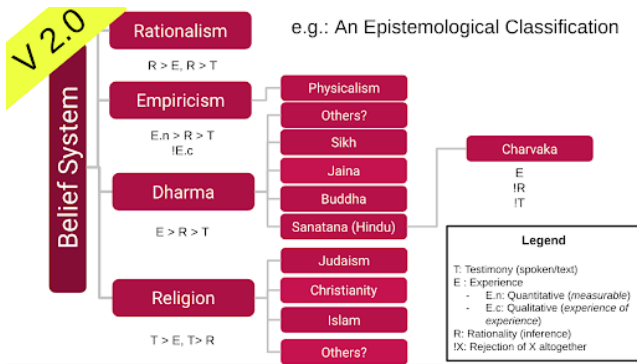 V 2.0
e.g.: An Epistemological Classification
Belief System
Rationalism
R > E, R > T
Empiricism
E.n > R > T
!E.c
Physicalism
Dharma
E > R > T
Others?
Sikh
Jaina
Buddha
Sanatana (Hindu)
Charvaka
E
!R
!T
Religion
T > E, T> R
Judaism
Christianity
Islam
Others?
Legend
T: Testimony (spoken/text)
E : Experience
- E.n: Quantitative (measurable)
- E.c: Qualitative (experience of
experience)
R: Rationality (inference)
!X: Rejection of X altogether